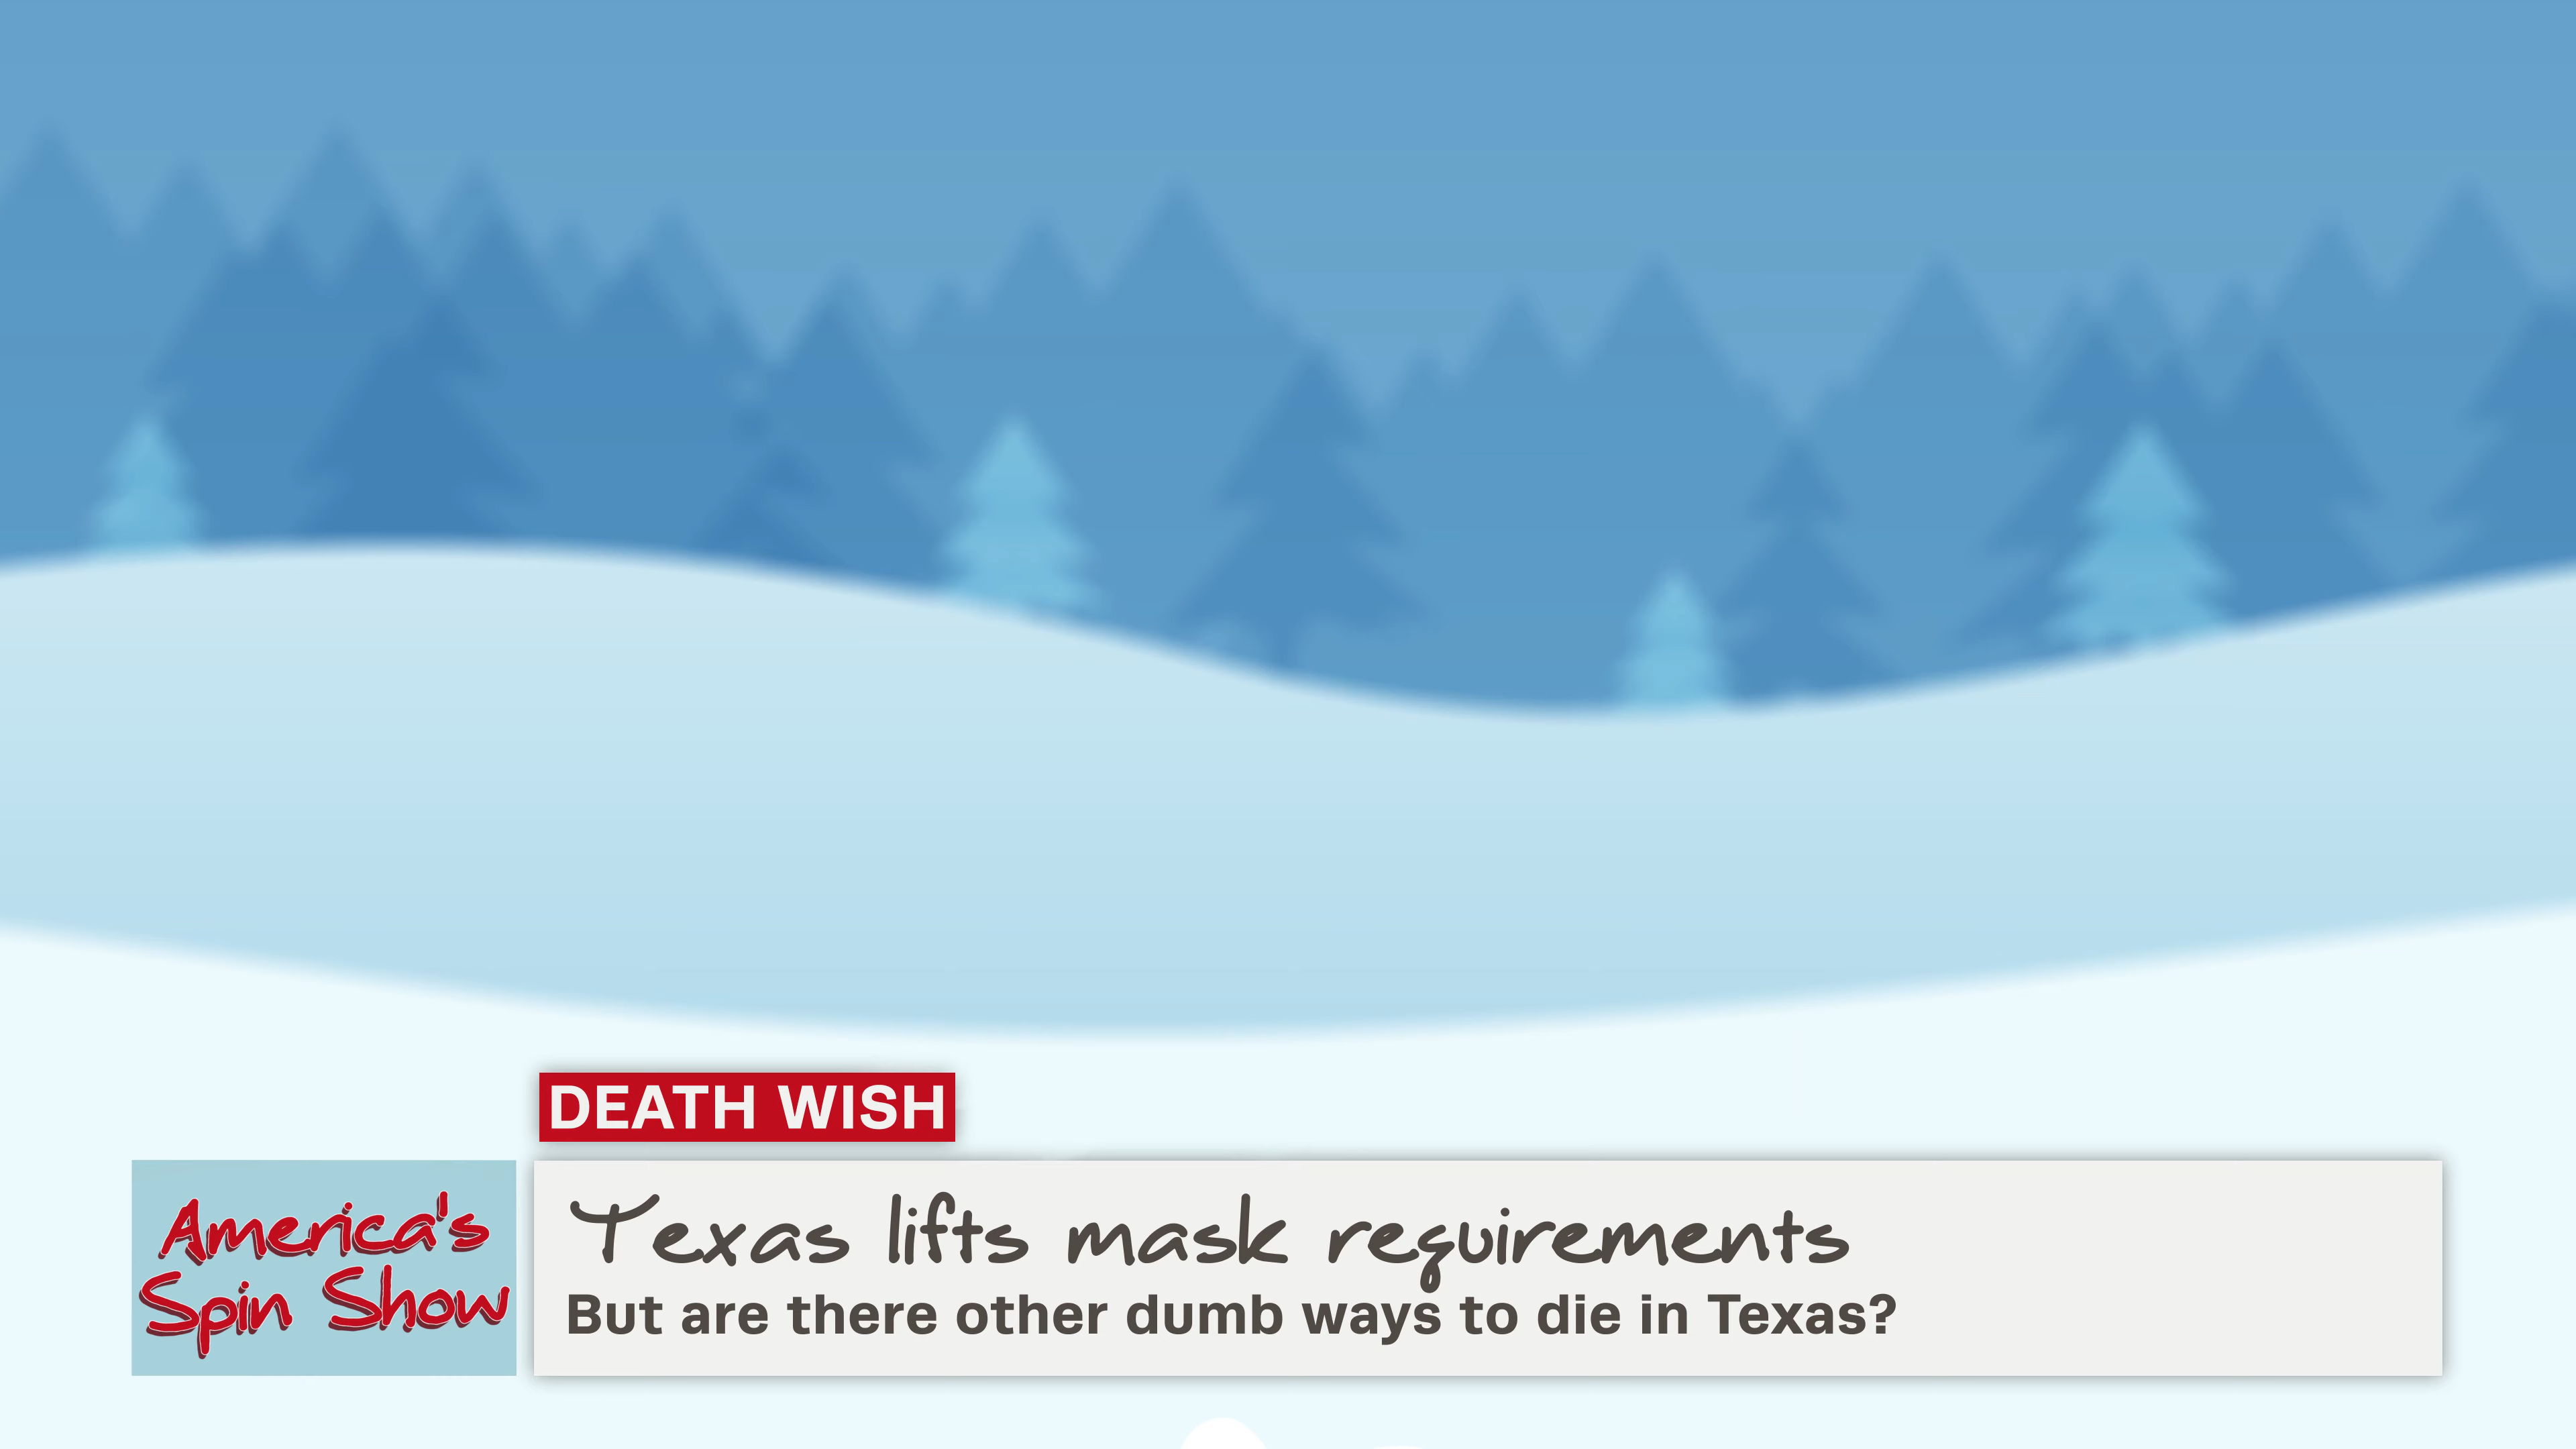 DEATH WISH
America's
Spin Show
Texas lifts mask requirements
But are there other dumb ways to die in Texas?